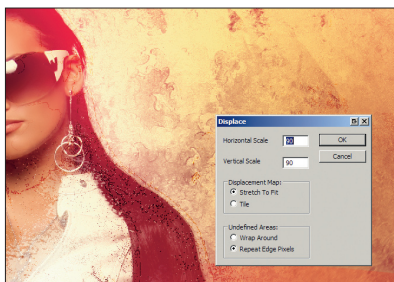 Displace
Horizontal Scale 90 OK
Vertical Scale 90 Cancel
Displacement Map:
Stretch To Fit
Tile
Undefined Areas:
Wrap Around
Repeat Edge Pixels